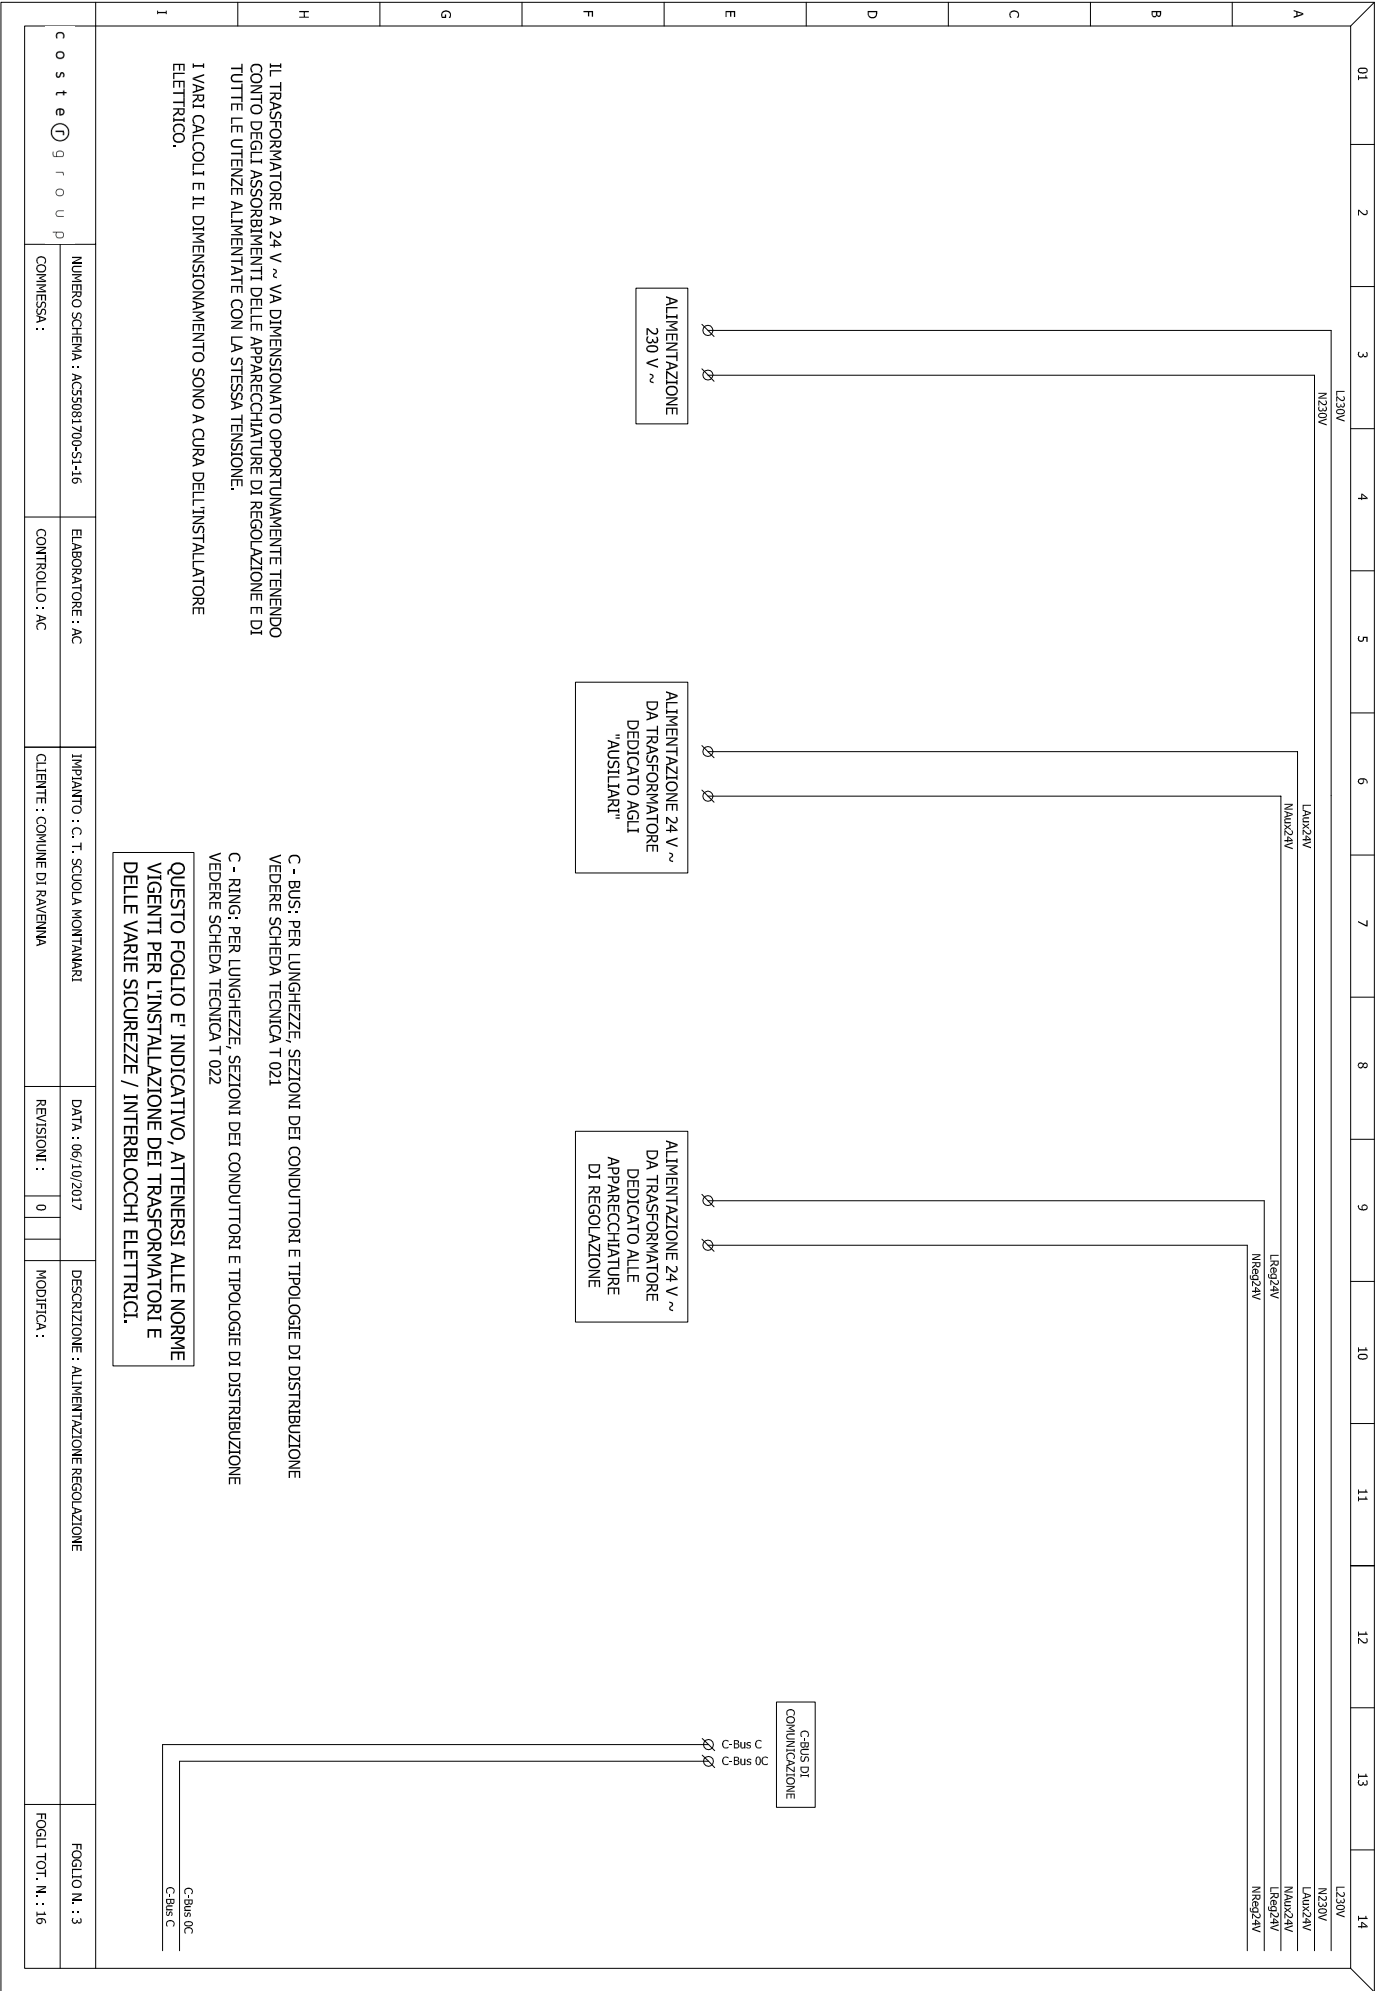 01
2
3
4
5
6
7
8
9
10
11
12
13
14
A
B
C
D
E
F
G
H
I
L230V
N230V
LAux24V
NAux24V
LReg24V
NReg24V
L230V
N230V
LAux24V
NAux24V
LReg24V
NReg24V
ALIMENTAZIONE
230 V ~
ALIMENTAZIONE 24 V ~
DA TRASFORMATORE
DEDICATO AGLI
"AUSILIARI"
ALIMENTAZIONE 24 V ~
DA TRASFORMATORE
DEDICATO ALLE
APPARECCHIATURE
DI REGOLAZIONE
C-BUS DI
COMUNICAZIONE
C-Bus C
C-Bus 0C
IL TRASFORMATORE A 24 V ~ VA DIMENSIONATO OPPORTUNAMENTE TENENDO
CONTO DEGLI ASSORBIMENTI DELLE APPARECCHIATURE DI REGOLAZIONE E DI
TUTTE LE UTENZE ALIMENTATE CON LA STESSA TENSIONE.
I VARI CALCOLI E IL DIMENSIONAMENTO SONO A CURA DELL'INSTALLATORE
ELETTRICO.
C - BUS: PER LUNGHEZZE, SEZIONI DEI CONDUTTORI E TIPOLOGIE DI DISTRIBUZIONE
VEDERE SCHEDA TECNICA T 021
C - RING: PER LUNGHEZZE, SEZIONI DEI CONDUTTORI E TIPOLOGIE DI DISTRIBUZIONE
VEDERE SCHEDA TECNICA T 022
QUESTO FOGLIO E' INDICATIVO, ATTENERSI ALLE NORME
VIGENTI PER L'INSTALLAZIONE DEI TRASFORMATORI E
DELLE VARIE SICUREZZE / INTERBLOCCHI ELETTRICI.
C-Bus 0C
C-Bus C
coster group
NUMERO SCHEMA : AC55081700-S1-16
COMMESSA :
ELABORATORE : AC
CONTROLLO : AC
IMPIANTO : C. T. SCUOLA MONTANARI
CLIENTE : COMUNE DI RAVENNA
DATA : 06/10/2017
REVISIONI : 0
DESCRIZIONE : ALIMENTAZIONE REGOLAZIONE
MODIFICA :
FOGLIO N. : 3
FOGLI TOT. N. : 16